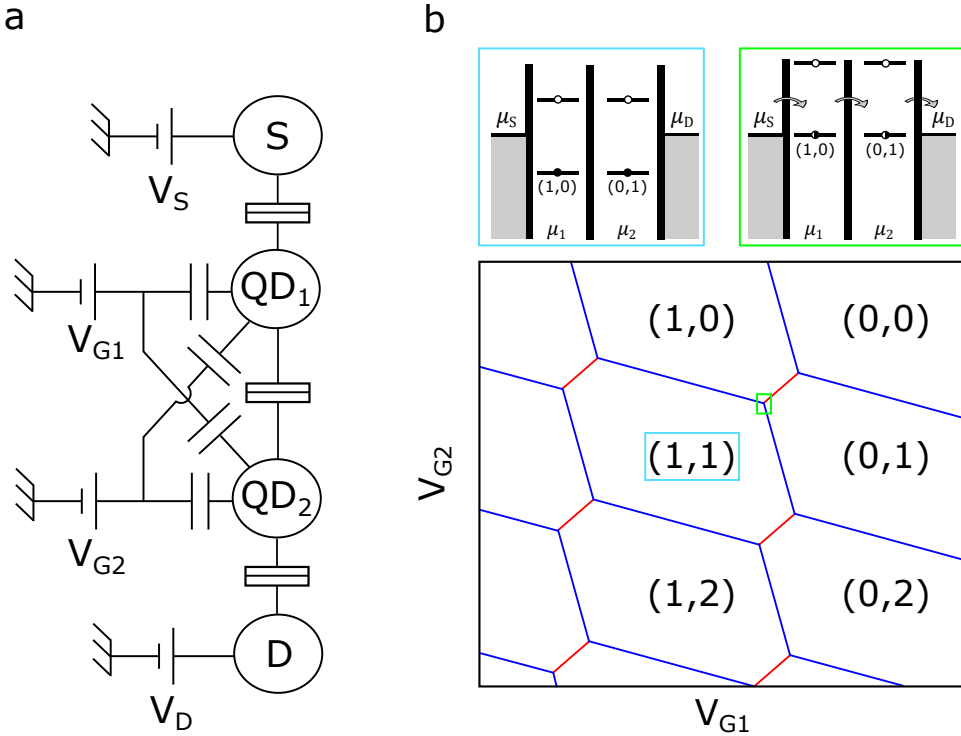 a
S
V_S
QD_1
V_G1
QD_2
V_G2
D
V_D
b
μ_S μ_D
(1,0) (0,1)
μ_1 μ_2
μ_S μ_D
(1,0) (0,1)
μ_1 μ_2
(1,0) (0,0)
(1,1) (0,1)
(1,2) (0,2)
V_G2
V_G1